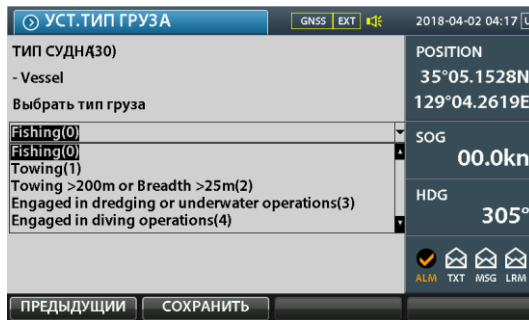 УСТ.ТИП ГРУЗА
GNSS EXT
2018-04-02 04:17 U
ТИП СУДНА(30)
- Vessel
Выбрать тип груза
Fishing(0)
Fishing(0)
Towing(1)
Towing >200m or Breadth >25m(2)
Engaged in dredging or underwater operations(3)
Engaged in diving operations(4)
POSITION
35°05.1528N
129°04.2619E
SOG
00.0kn
HDG
305°
ALM TXT MSG LRM
ПРЕДЫДУЩИИ СОХРАНИТЬ